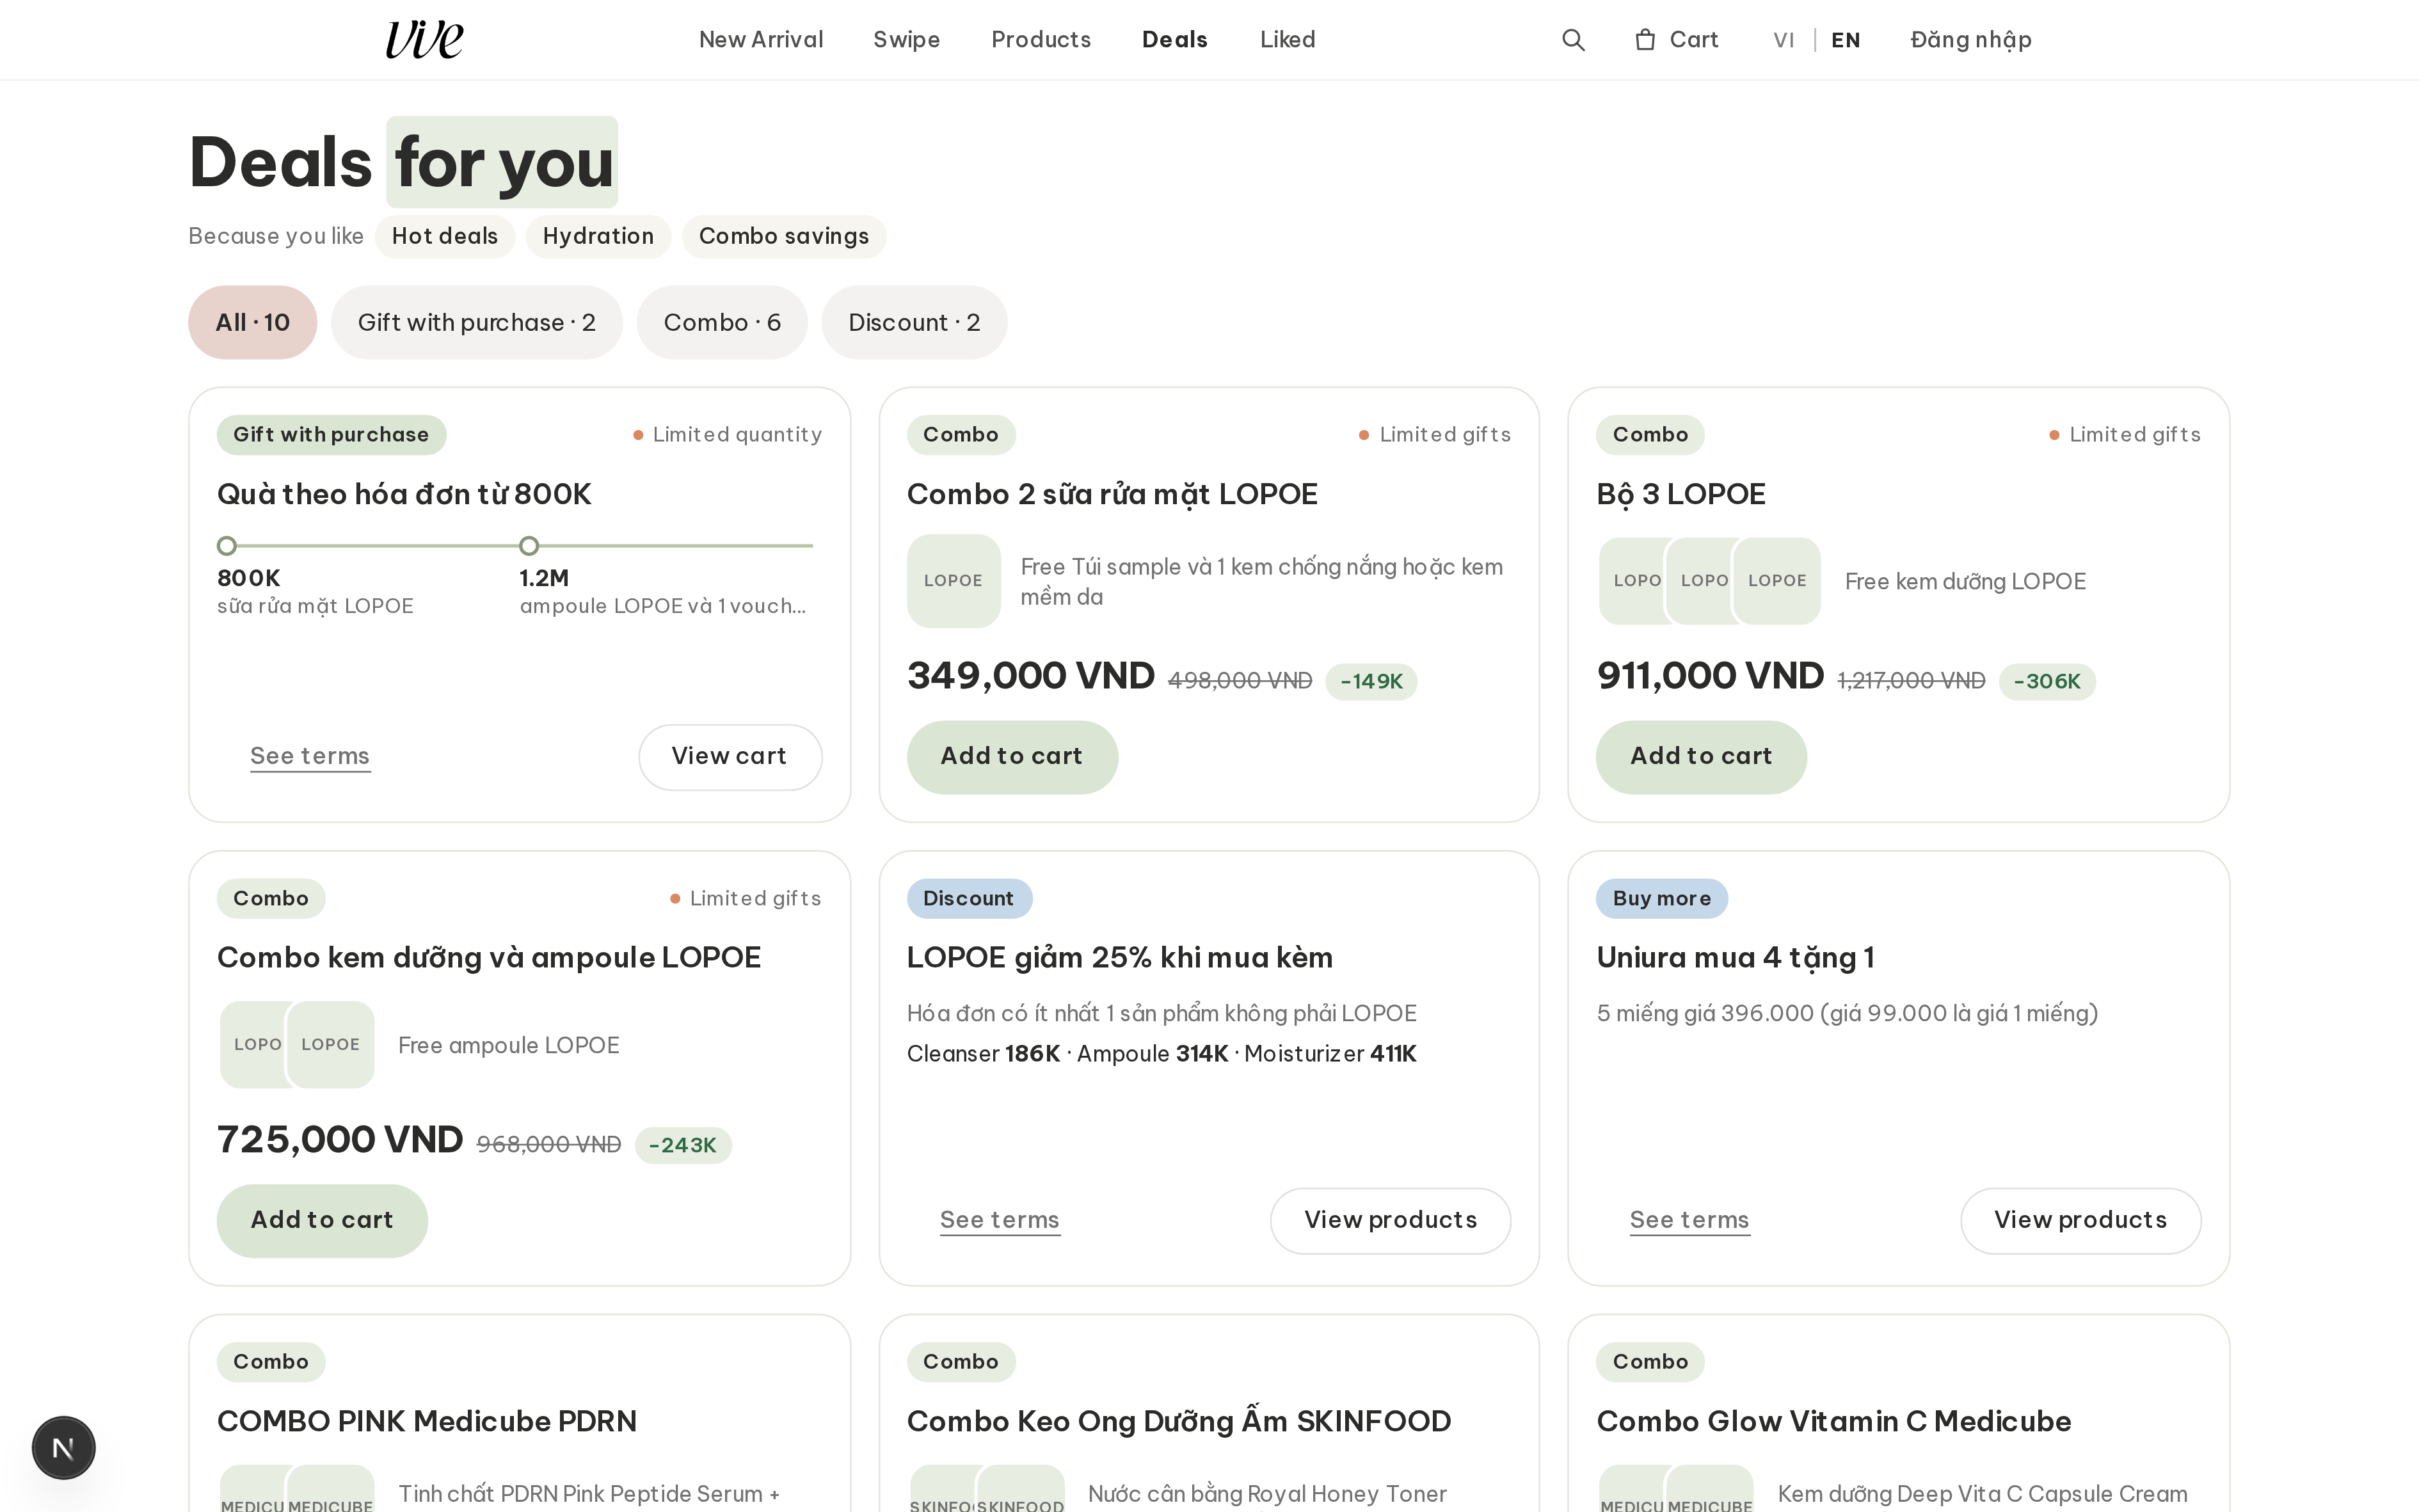 ViVe
New Arrival
Swipe
Products
Deals
Liked
Cart
VI | EN
Đăng nhập
Deals for you
Because you like Hot deals Hydration Combo savings
All · 10
Gift with purchase · 2
Combo · 6
Discount · 2
Gift with purchase
Limited quantity
Quà theo hóa đơn từ 800K
800K
sữa rửa mặt LOPOE
1.2M
ampoule LOPOE và 1 vouch...
See terms
View cart
Combo
Limited gifts
Combo 2 sữa rửa mặt LOPOE
LOPOE
Free Túi sample và 1 kem chống nắng hoặc kem
mềm da
349,000 VND 498,000 VND -149K
Add to cart
Combo
Limited gifts
Bộ 3 LOPOE
LOPO LOPO LOPOE
Free kem dưỡng LOPOE
911,000 VND 1,217,000 VND -306K
Add to cart
Combo
Limited gifts
Combo kem dưỡng và ampoule LOPOE
LOPO LOPOE
Free ampoule LOPOE
725,000 VND 968,000 VND -243K
Add to cart
Discount
LOPOE giảm 25% khi mua kèm
Hóa đơn có ít nhất 1 sản phẩm không phải LOPOE
Cleanser 186K · Ampoule 314K · Moisturizer 411K
See terms
View products
Buy more
Uniura mua 4 tặng 1
5 miếng giá 396.000 (giá 99.000 là giá 1 miếng)
See terms
View products
Combo
COMBO PINK Medicube PDRN
MEDICU MEDICUBE
Tinh chất PDRN Pink Peptide Serum +
Combo
Combo Keo Ong Dưỡng Ẩm SKINFOOD
SKINFO SKINFOOD
Nước cân bằng Royal Honey Toner
Combo
Combo Glow Vitamin C Medicube
MEDICU MEDICUBE
Kem dưỡng Deep Vita C Capsule Cream
N